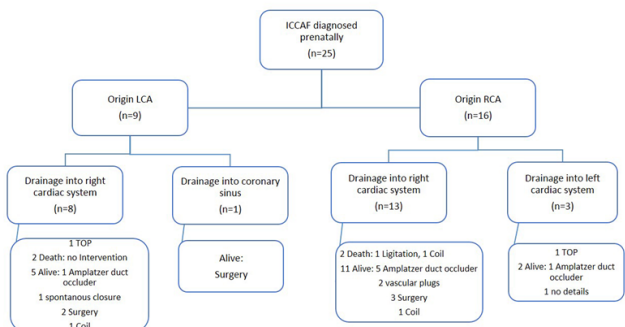 ICCAF diagnosed
prenatally
(n=25)
Origin LCA
(n=9)
Origin RCA
(n=16)
Drainage into right
cardiac system
(n=8)
Drainage into coronary
sinus
(n=1)
Drainage into right
cardiac system
(n=13)
Drainage into left
cardiac system
(n=3)
1 TOP
2 Death: no Intervention
5 Alive: 1 Amplatzer duct
occluder
1 spontanous closure
2 Surgery
1 Coil
Alive:
Surgery
2 Death: 1 Ligitation, 1 Coil
11 Alive: 5 Amplatzer duct occluder
2 vascular plugs
3 Surgery
1 Coil
1 TOP
2 Alive: 1 Amplatzer duct
occluder
1 no details